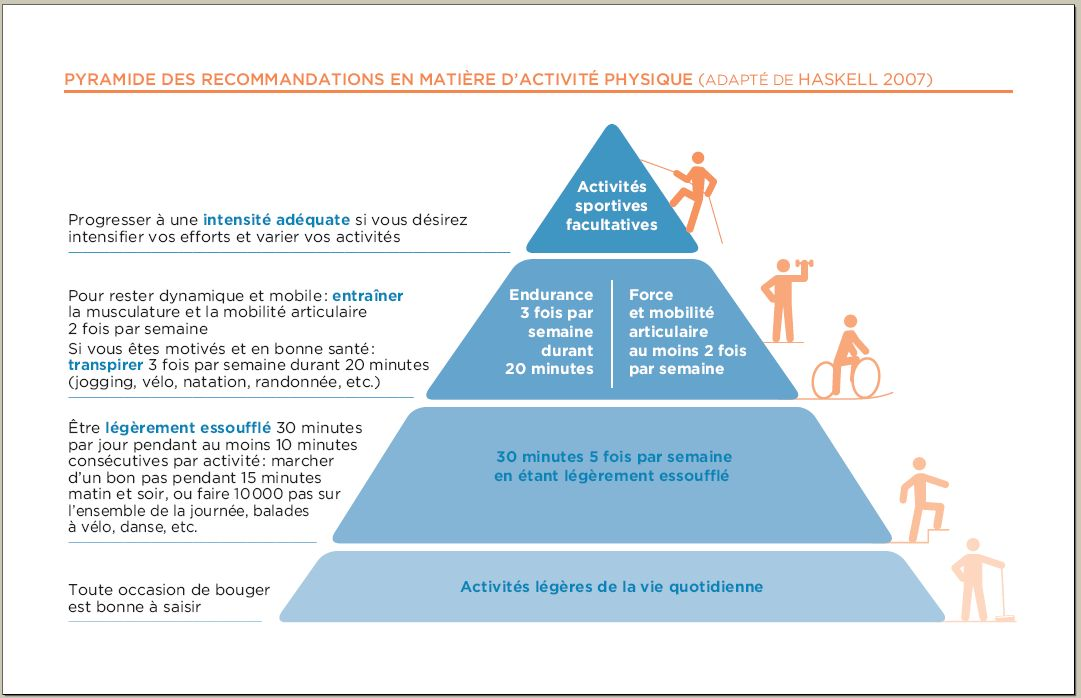 PYRAMIDE DES RECOMMANDATIONS EN MATIÈRE D'ACTIVITÉ PHYSIQUE (ADAPTÉ DE HASKELL 2007)
Progresser à une intensité adéquate si vous désirez
intensifier vos efforts et varier vos activités
Activités
sportives
facultatives
Pour rester dynamique et mobile : entraîner
la musculature et la mobilité articulaire
2 fois par semaine
Si vous êtes motivés et en bonne santé :
transpirer 3 fois par semaine durant 20 minutes
(jogging, vélo, natation, randonnée, etc.)
Endurance
3 fois par
semaine
durant
20 minutes
Force
et mobilité
articulaire
au moins 2 fois
par semaine
Être légèrement essoufflé 30 minutes
par jour pendant au moins 10 minutes
consécutives par activité : marcher
d'un bon pas pendant 15 minutes
matin et soir, ou faire 10 000 pas sur
l'ensemble de la journée, balades
à vélo, danse, etc.
30 minutes 5 fois par semaine
en étant légèrement essoufflé
Toute occasion de bouger
est bonne à saisir
Activités légères de la vie quotidienne